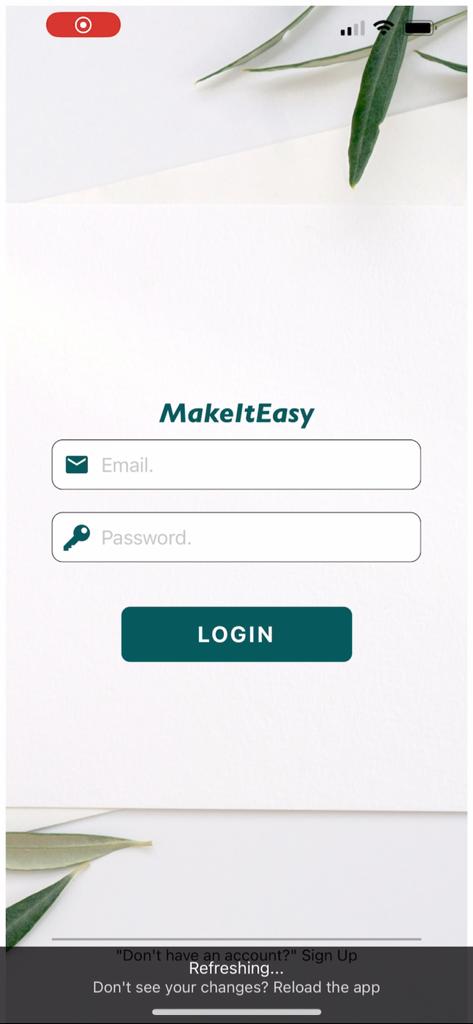 MakeItEasy
Email.
Password.
LOGIN
"Don't have an account?" Sign Up
Refreshing...
Don't see your changes? Reload the app